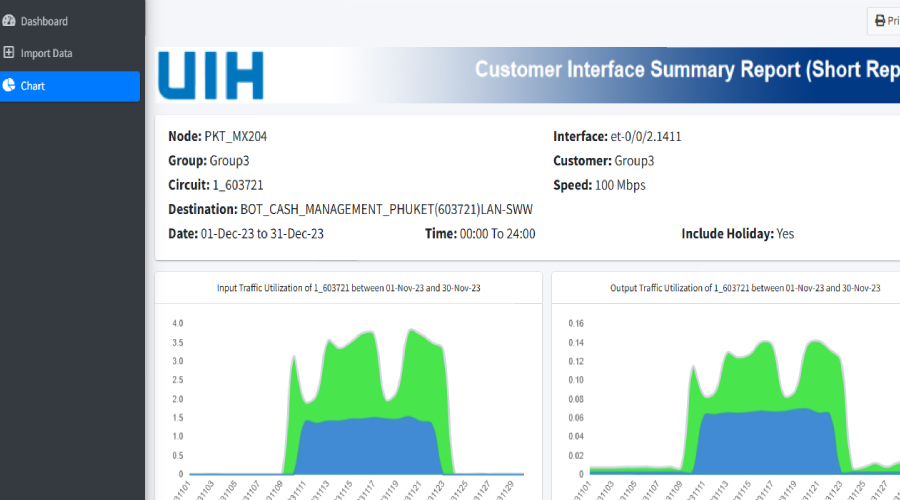 Dashboard
Import Data
Chart
Pri
UIH
Customer Interface Summary Report (Short Rep
Node: PKT_MX204
Interface: et-0/0/2.1411
Group: Group3
Customer: Group3
Circuit: 1_603721
Speed: 100 Mbps
Destination: BOT_CASH_MANAGEMENT_PHUKET(603721)LAN-SWW
Date: 01-Dec-23 to 31-Dec-23
Time: 00:00 To 24:00
Include Holiday: Yes
Input Traffic Utilization of 1_603721 between 01-Nov-23 and 30-Nov-23
4.0
3.5
3.0
2.5
2.0
1.5
1.0
0.5
0
31101
31103
31105
31107
31109
31111
31113
31115
31117
31119
31121
31123
31125
31127
31129
Output Traffic Utilization of 1_603721 between 01-Nov-23 and 30-Nov-23
0.16
0.14
0.12
0.10
0.08
0.06
0.04
0.02
0
31101
31103
31105
31107
31109
31111
31113
31115
31117
31119
31121
31123
31125
31127